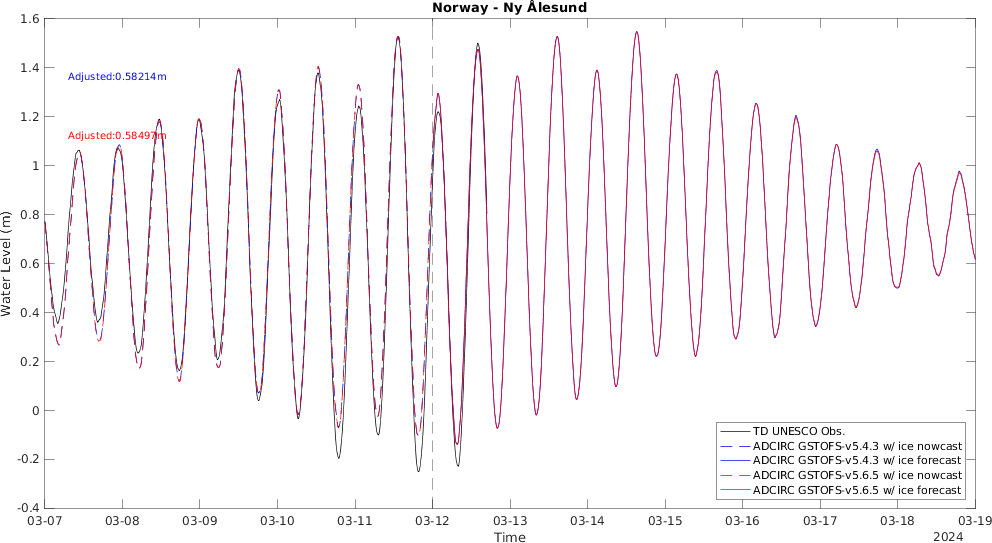 Norway - Ny Ålesund
1.6
1.4
1.2
1
0.8
0.6
0.4
0.2
0
-0.2
-0.4
Water Level (m)
Adjusted:0.58214m
Adjusted:0.58497m
TD UNESCO Obs.
ADCIRC GSTOFS-v5.4.3 w/ ice nowcast
ADCIRC GSTOFS-v5.4.3 w/ ice forecast
ADCIRC GSTOFS-v5.6.5 w/ ice nowcast
ADCIRC GSTOFS-v5.6.5 w/ ice forecast
03-07 03-08 03-09 03-10 03-11 03-12 03-13 03-14 03-15 03-16 03-17 03-18 03-19
Time
2024